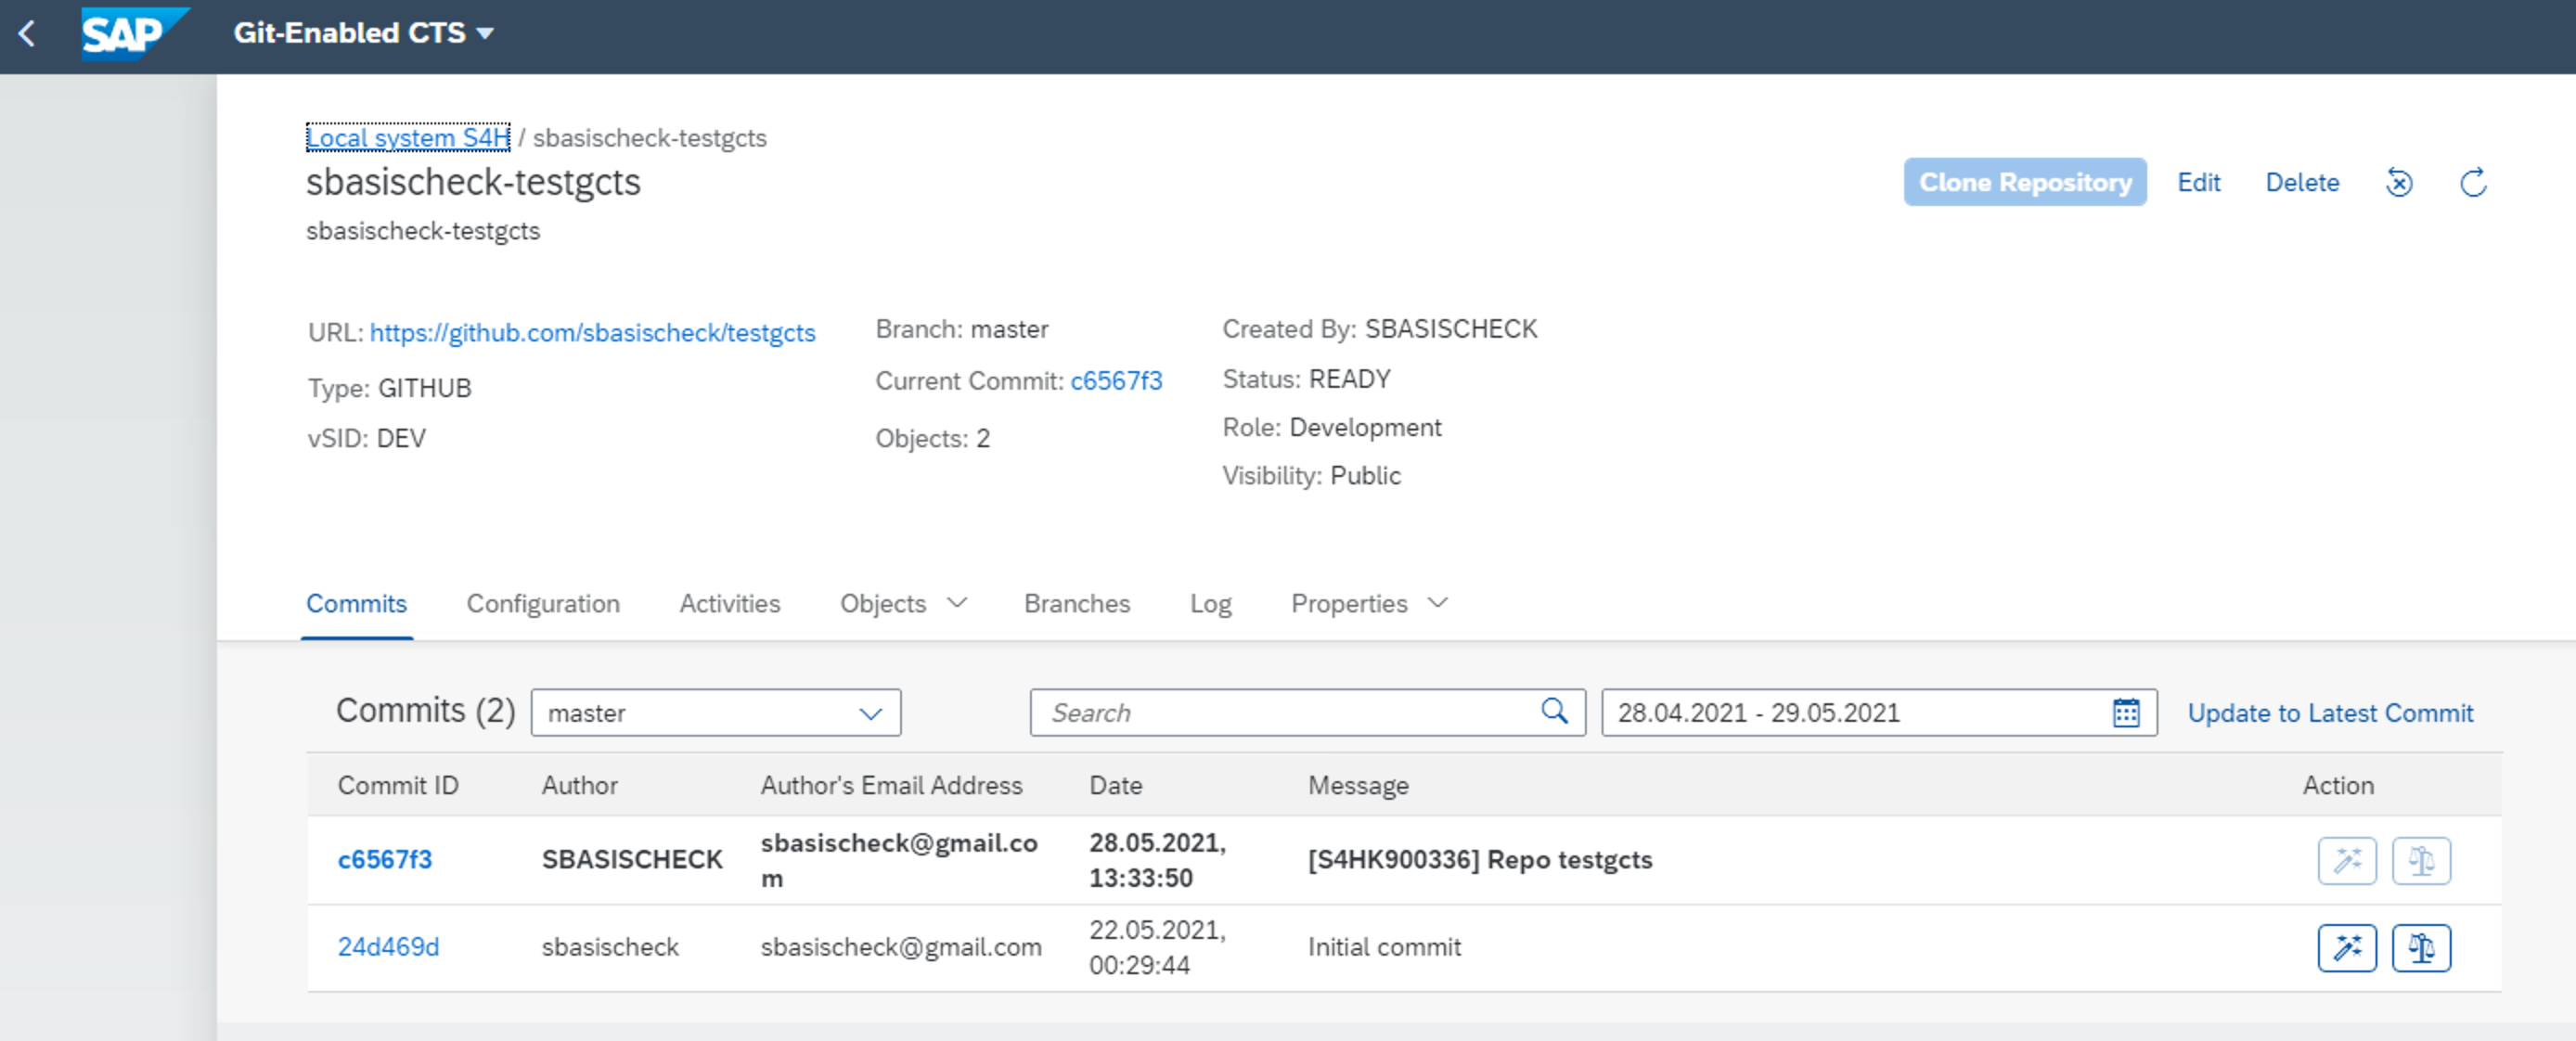 SAP Git-Enabled CTS
Local system S4H / sbasischeck-testgcts
sbasischeck-testgcts
Clone Repository Edit Delete
sbasischeck-testgcts
URL: https://github.com/sbasischeck/testgcts
Type: GITHUB
vSID: DEV
Branch: master
Current Commit: c6567f3
Objects: 2
Created By: SBASISCHECK
Status: READY
Role: Development
Visibility: Public
Commits Configuration Activities Objects Branches Log Properties
Commits (2) master Search 28.04.2021 - 29.05.2021 Update to Latest Commit
Commit ID Author Author's Email Address Date Message Action
c6567f3 SBASISCHECK sbasischeck@gmail.co
m 28.05.2021,
13:33:50 [S4HK900336] Repo testgcts
24d469d sbasischeck sbasischeck@gmail.com 22.05.2021,
00:29:44 Initial commit